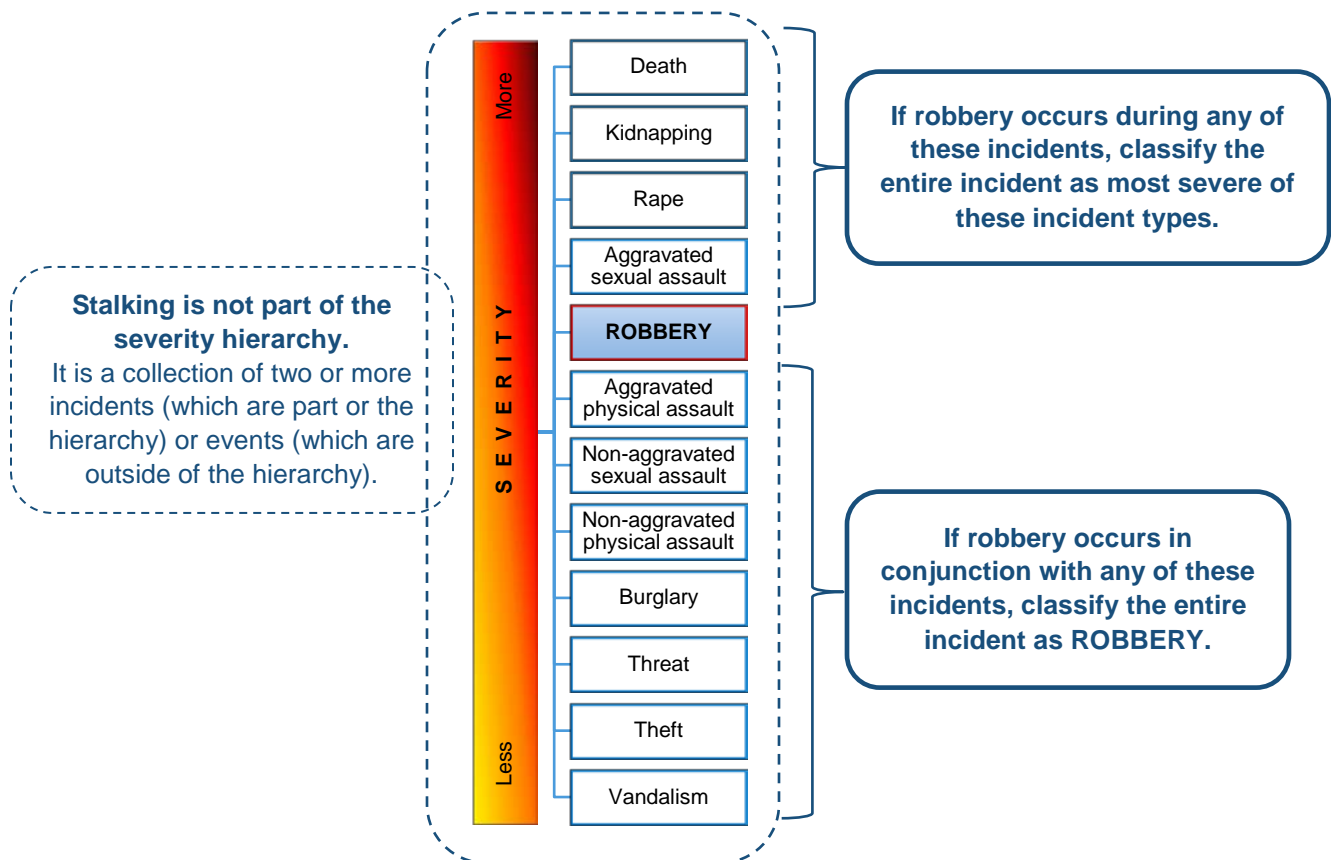 More
SEVERITY
Less
Death
Kidnapping
Rape
Aggravated
sexual assault
ROBBERY
Aggravated
physical assault
Non-aggravated
sexual assault
Non-aggravated
physical assault
Burglary
Threat
Theft
Vandalism
Stalking is not part of the
severity hierarchy.
It is a collection of two or more
incidents (which are part or the
hierarchy) or events (which are
outside of the hierarchy).
If robbery occurs during any of
these incidents, classify the
entire incident as most severe of
these incident types.
If robbery occurs in
conjunction with any of these
incidents, classify the entire
incident as ROBBERY.